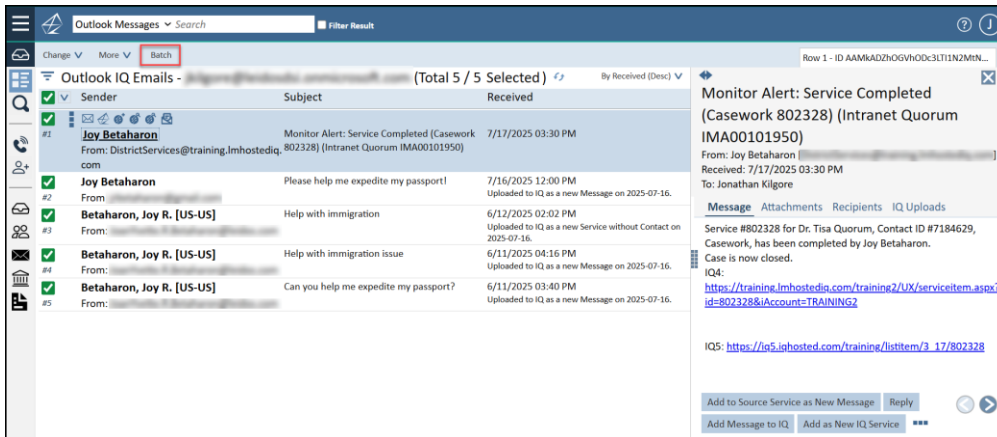 Outlook Messages Search Filter Result ? J
Change More Batch
Row 1 - ID AAMkADZhOGVhODc3LTI1N2MtN...
Outlook IQ Emails - (Total 5 / 5 Selected) By Received (Desc)
Sender Subject Received
#1 Joy Betaharon
From: DistrictServices@training.lmhostediq.
com
Monitor Alert: Service Completed (Casework
802328) (Intranet Quorum IMA00101950)
7/17/2025 03:30 PM
Joy Betaharon Please help me expedite my passport! 7/16/2025 12:00 PM
#2 From Uploaded to IQ as a new Message on 2025-07-16.
Betaharon, Joy R. [US-US] Help with immigration 6/12/2025 02:02 PM
#3 From: Uploaded to IQ as a new Service without Contact on
2025-07-16.
Betaharon, Joy R. [US-US] Help with immigration issue 6/11/2025 04:16 PM
#4 From: Uploaded to IQ as a new Message on 2025-07-16.
Betaharon, Joy R. [US-US] Can you help me expedite my passport? 6/11/2025 03:40 PM
#5 From: Uploaded to IQ as a new Message on 2025-07-16.
Monitor Alert: Service Completed
(Casework 802328) (Intranet Quorum
IMA00101950)
From: Joy Betaharon [
Received: 7/17/2025 03:30 PM
To: Jonathan Kilgore
Message Attachments Recipients IQ Uploads
Service #802328 for Dr. Tisa Quorum, Contact ID #7184629,
Casework, has been completed by Joy Betaharon.
Case is now closed.
IQ4:
https://training.lmhostediq.com/training2/UX/serviceitem.aspx?
id=802328&iAccount=TRAINING2
IQ5: https://iq5.iqhosted.com/training/listitem/3_17/802328
Add to Source Service as New Message Reply
Add Message to IQ Add as New IQ Service